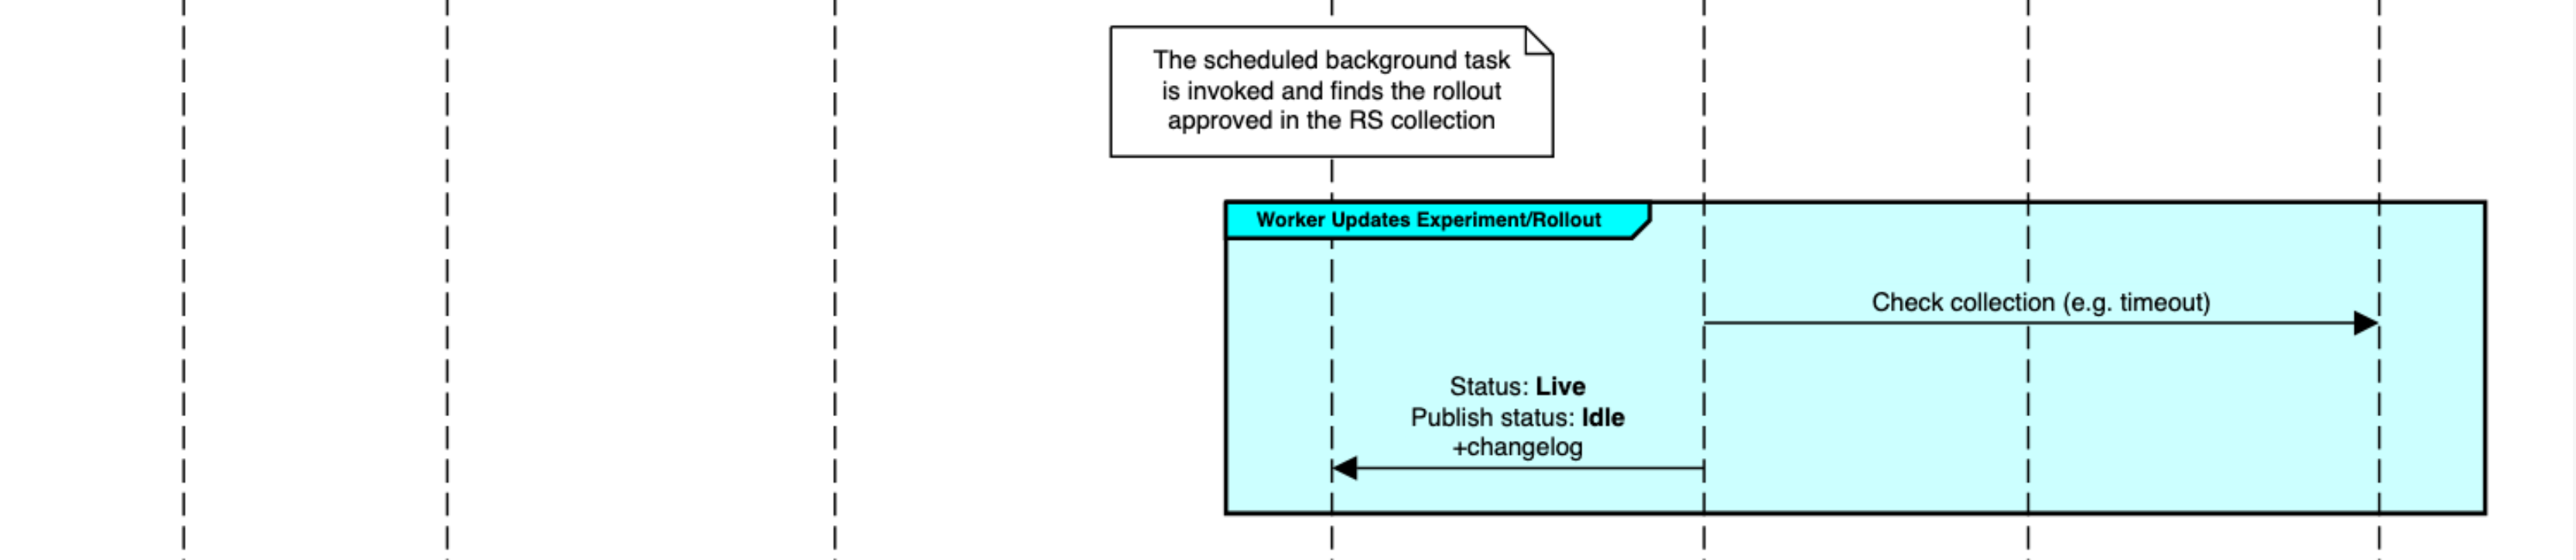 The scheduled background task
is invoked and finds the rollout
approved in the RS collection
Worker Updates Experiment/Rollout
Check collection (e.g. timeout)
Status: Live
Publish status: Idle
+changelog